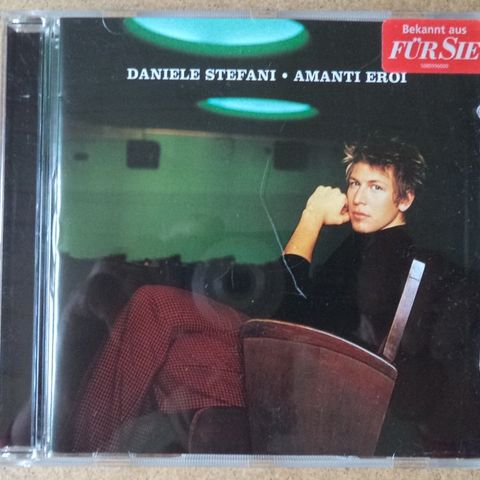 Bekannt aus
FÜR SIE
DANIELE STEFANI • AMANTI EROI